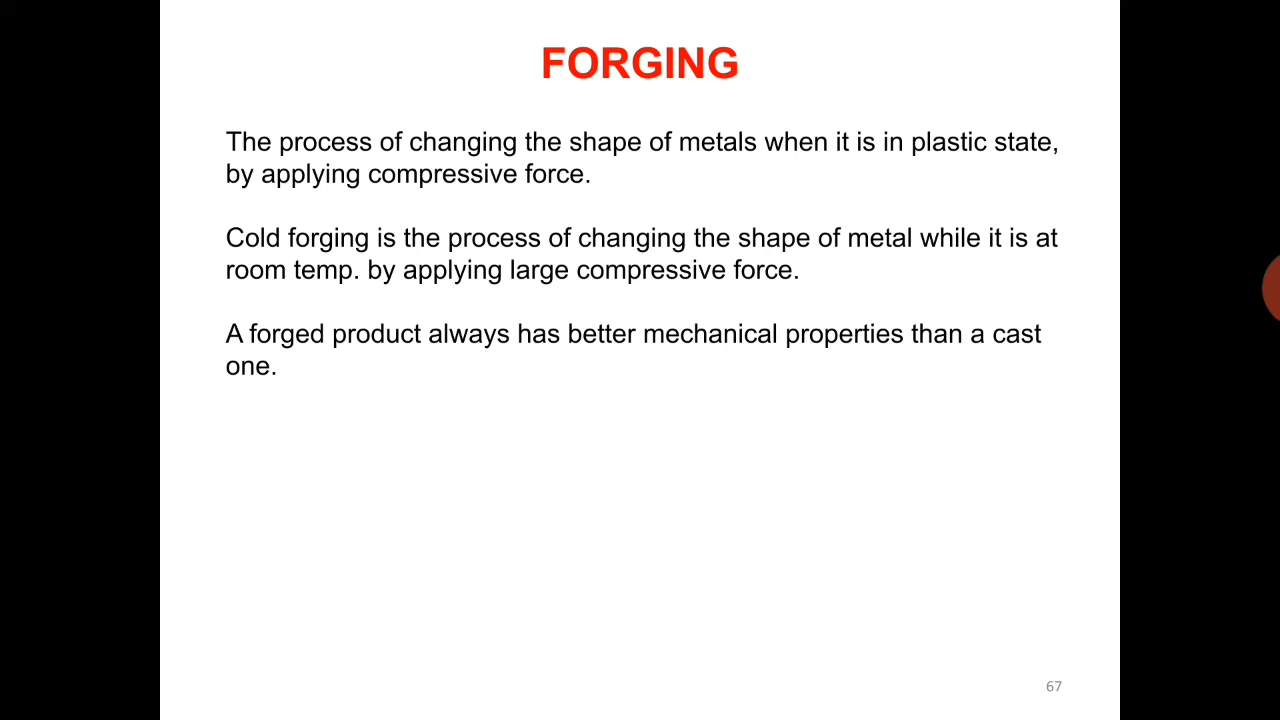 FORGING
The process of changing the shape of metals when it is in plastic state,
by applying compressive force.
Cold forging is the process of changing the shape of metal while it is at
room temp. by applying large compressive force.
A forged product always has better mechanical properties than a cast
one.
67